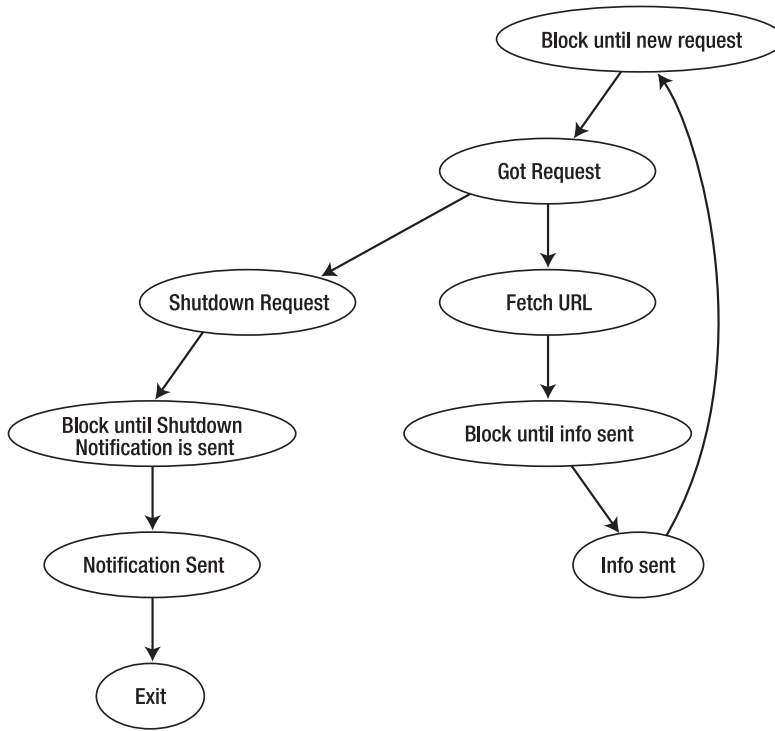 Block until new request
Got Request
Shutdown Request
Fetch URL
Block until Shutdown
Notification is sent
Block until info sent
Notification Sent
Info sent
Exit